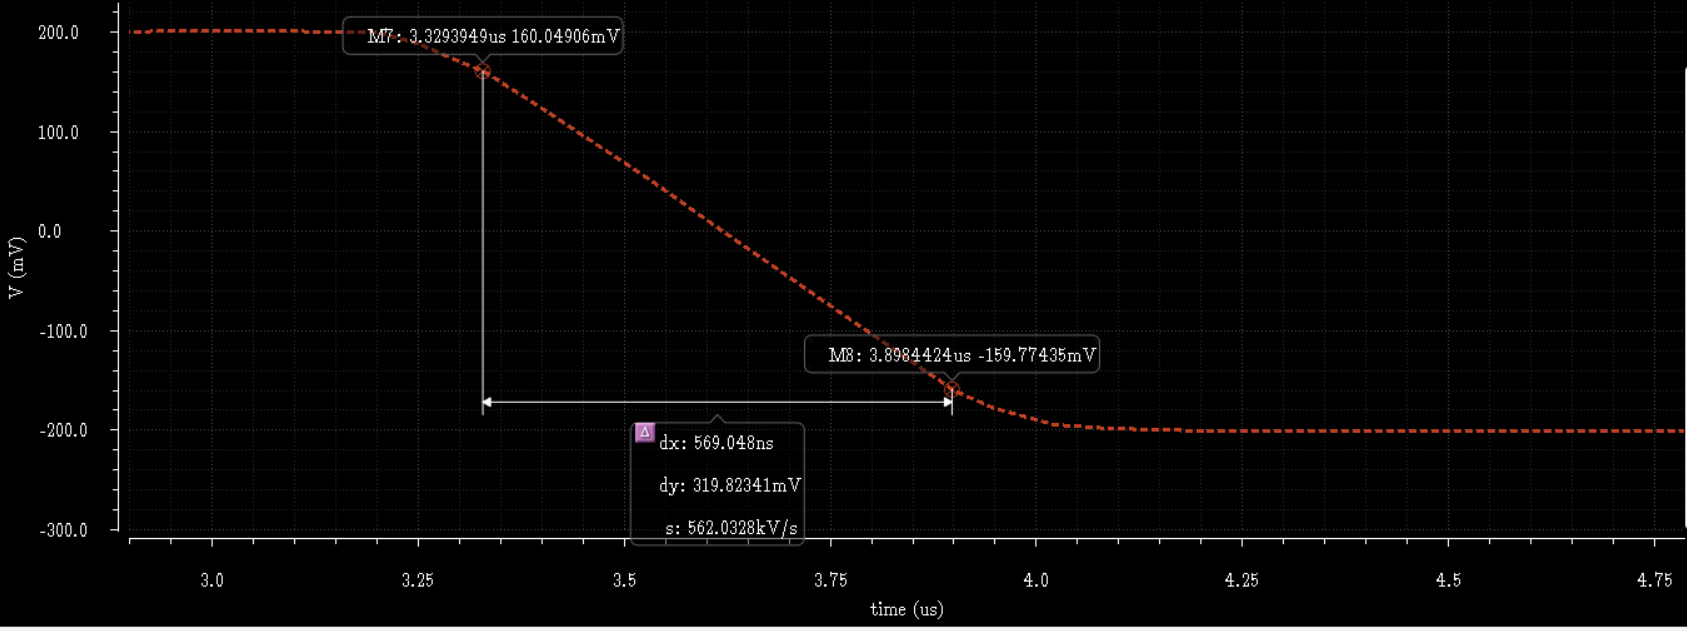 200.0
M7: 3.3293949us 160.04906mV
100.0
0.0
V (mV)
-100.0
M8: 3.8984424us -159.77435mV
-200.0
Δ
dx: 569.048ns
dy: 319.82341mV
s: 562.0328kV/s
-300.0
3.0 3.25 3.5 3.75 4.0 4.25 4.5 4.75
time (us)